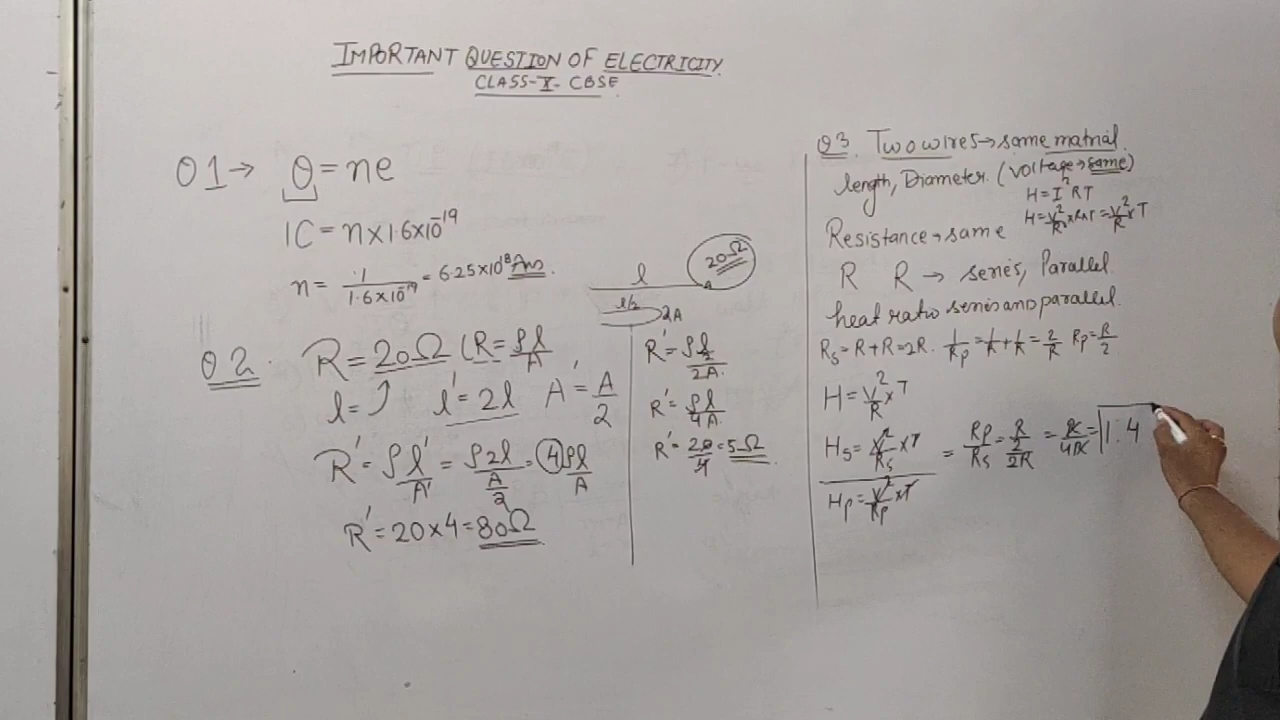 IMPORTANT QUESTION OF ELECTRICITY
CLASS-X- CBSE
Q1→ Q = ne
1C = n×1.6×10⁻¹⁹
n = 1/1.6×10⁻¹⁹ = 6.25×10¹⁸ Ans.
Q2. R = 20Ω (R = ρl/A
l = l' = 2l A' = A/2
R' = ρl'/A' = ρ2l/(A/2) = 4ρl/A
R' = 20×4 = 80Ω
l 20Ω
l/2 2A
R' = ρ(l/2)/2A.
R' = ρl/4A.
R' = 20/4 = 5Ω
Q3. Two wires→same matrial
length, Diameter. (voltage→same)
H = I²RT
H = V²/R²×R×T = V²/R×T
Resistance→same
R R → series, Parallel.
heat ratio series and parallel.
Rs = R+R = 2R. 1/Rp = 1/R+1/R = 2/R Rp = R/2
H = V²/R×T
Hs = V²/Rs×T
Hp = V²/Rp×T
= Rp/Rs = (R/2)/2R = R/4R = 1.4